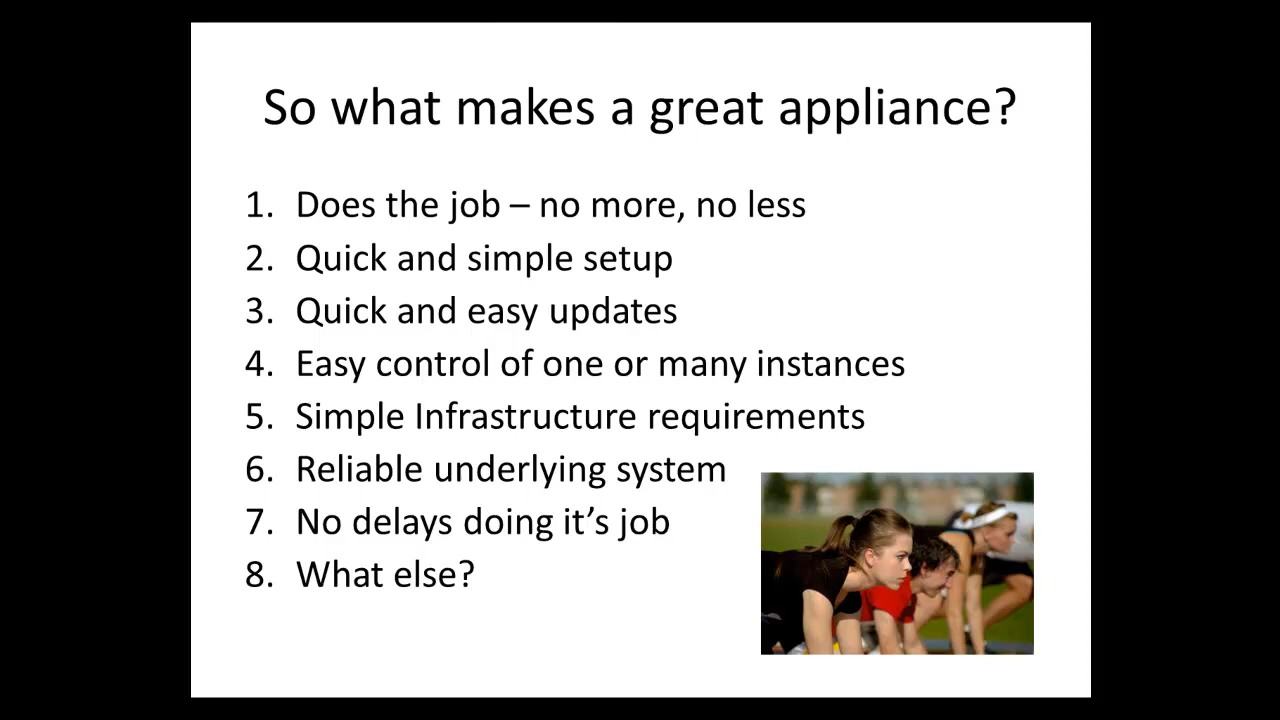 So what makes a great appliance?
1. Does the job – no more, no less
2. Quick and simple setup
3. Quick and easy updates
4. Easy control of one or many instances
5. Simple Infrastructure requirements
6. Reliable underlying system
7. No delays doing it’s job
8. What else?